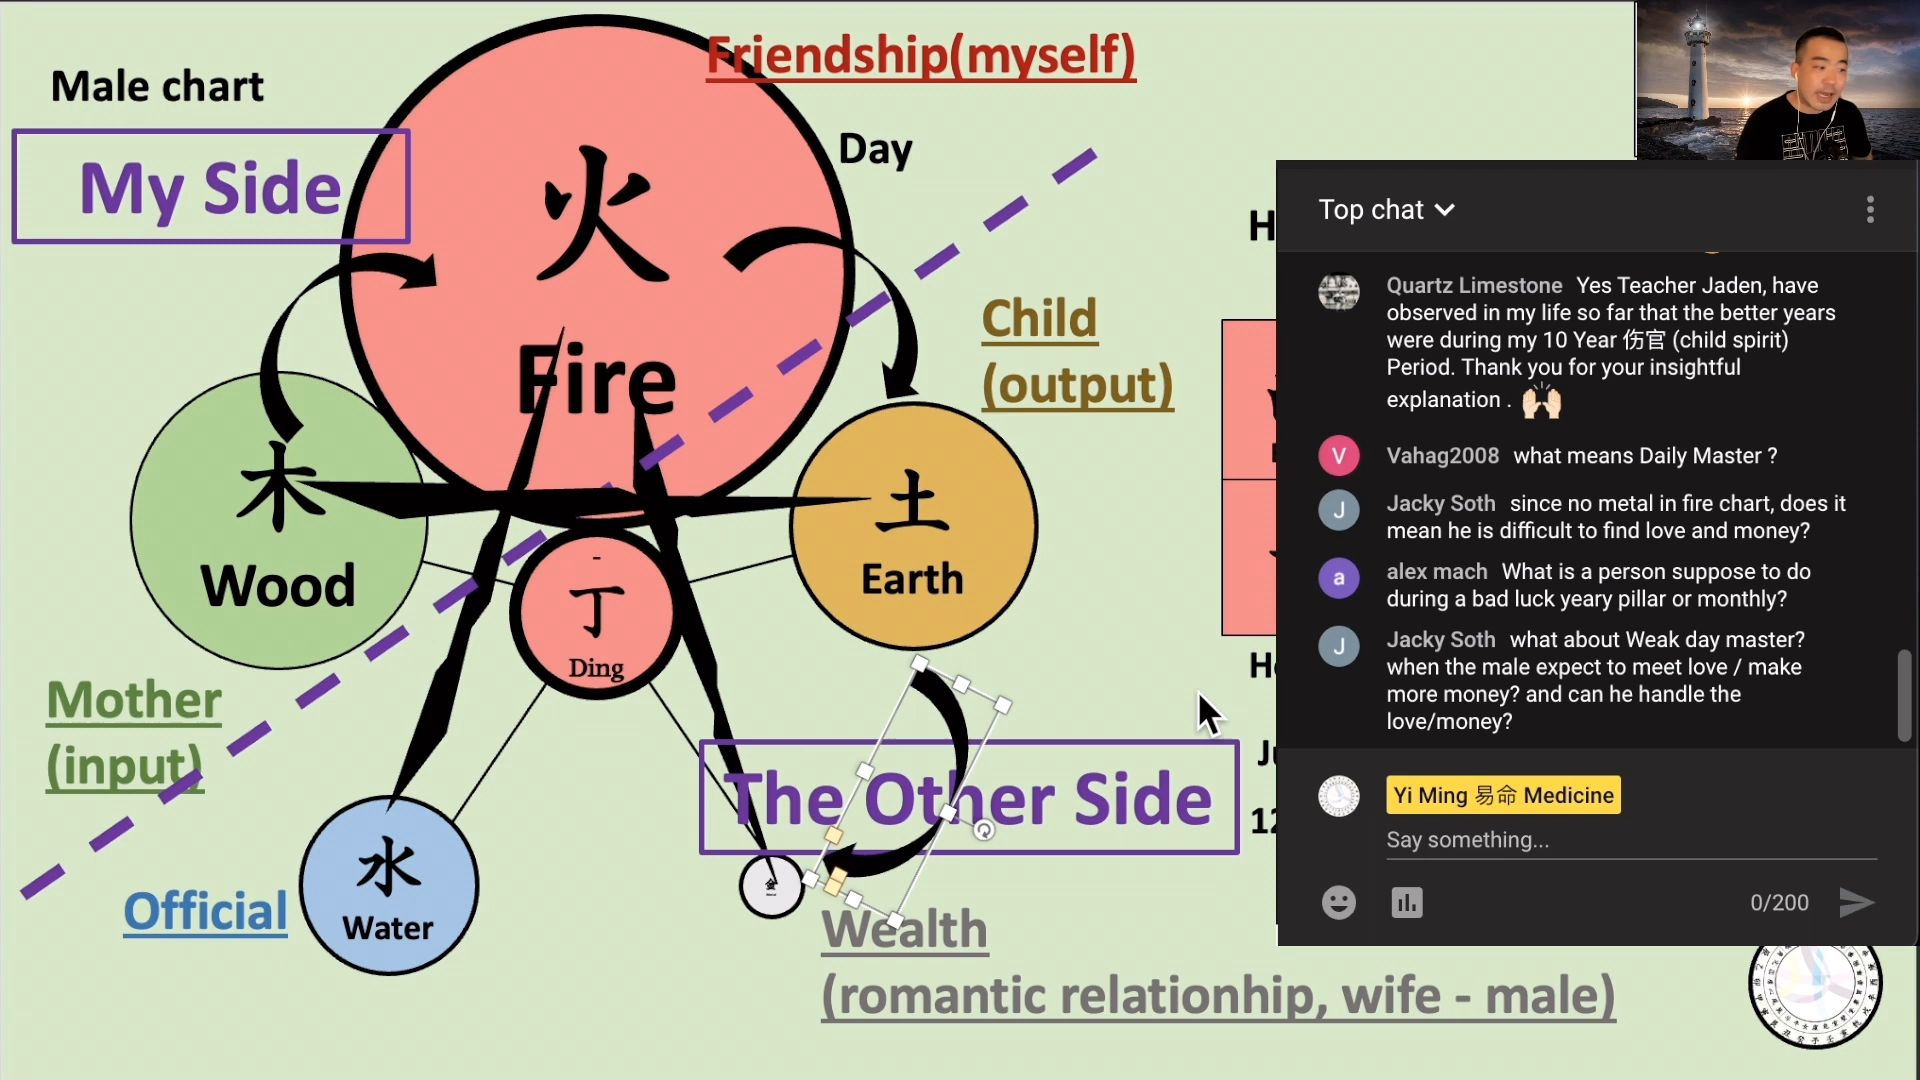 Friendship(myself)
Male chart
My Side
Day
火
Fire
Child
(output)
木
Wood
土
Earth
-
丁
Ding
Mother
(input)
The Other Side
Official
水
Water
金
Wealth
(romantic relationhip, wife - male)
H
H
12
Top chat
Quartz Limestone Yes Teacher Jaden, have
observed in my life so far that the better years
were during my 10 Year 伤官 (child spirit)
Period. Thank you for your insightful
explanation .
V
Vahag2008 what means Daily Master ?
J
Jacky Soth since no metal in fire chart, does it
mean he is difficult to find love and money?
a
alex mach What is a person suppose to do
during a bad luck yeary pillar or monthly?
J
Jacky Soth what about Weak day master?
when the male expect to meet love / make
more money? and can he handle the
love/money?
Yi Ming 易命 Medicine
Say something...
0/200